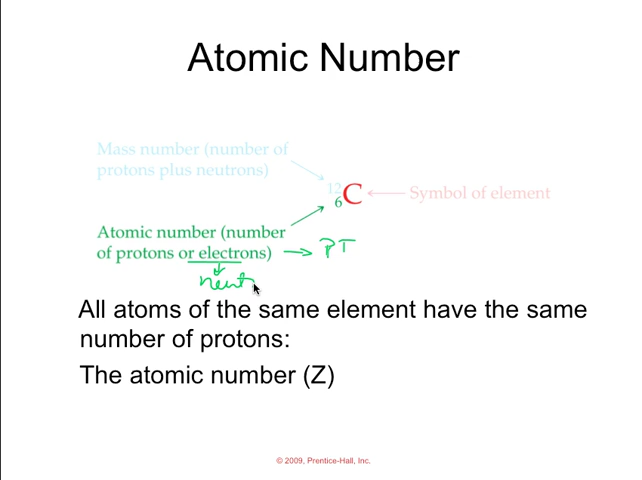 Atomic Number
Mass number (number of
protons plus neutrons)
12
6
C
Symbol of element
Atomic number (number
of protons or electrons)
PT
neut
All atoms of the same element have the same
number of protons:
The atomic number (Z)
© 2009, Prentice-Hall, Inc.